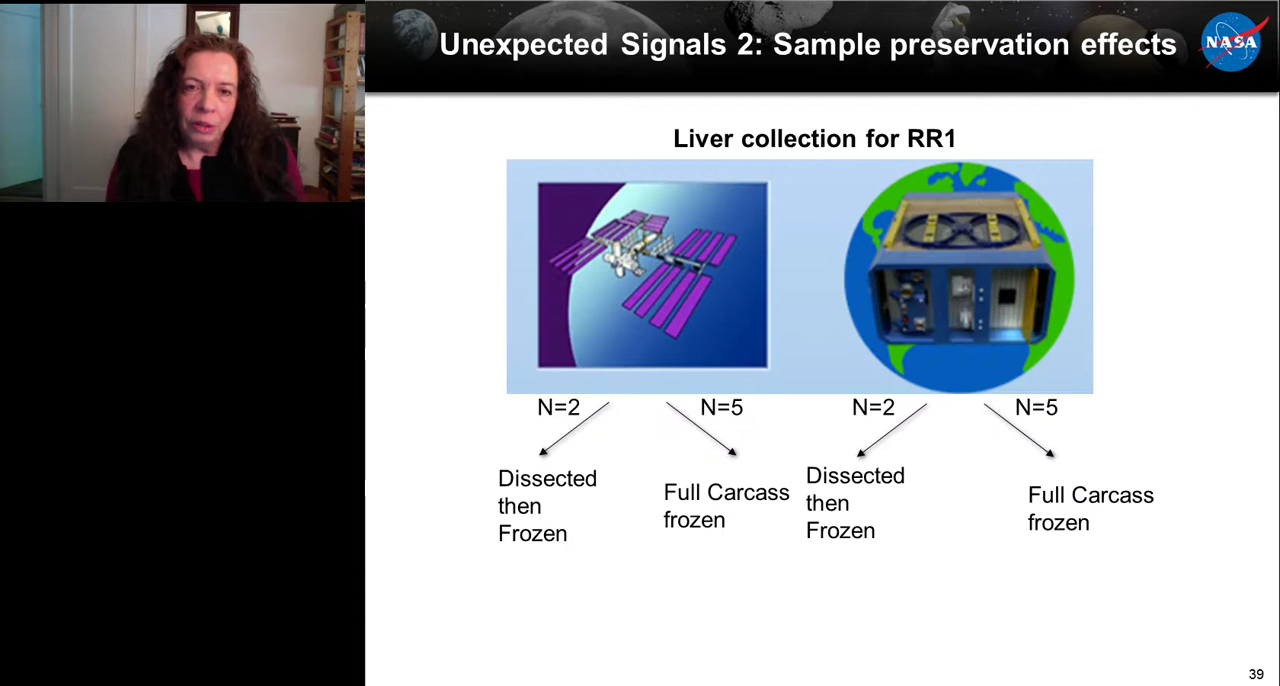 Unexpected Signals 2: Sample preservation effects
NASA
Liver collection for RR1
N=2
N=5
N=2
N=5
Dissected
then
Frozen
Full Carcass
frozen
Dissected
then
Frozen
Full Carcass
frozen
39